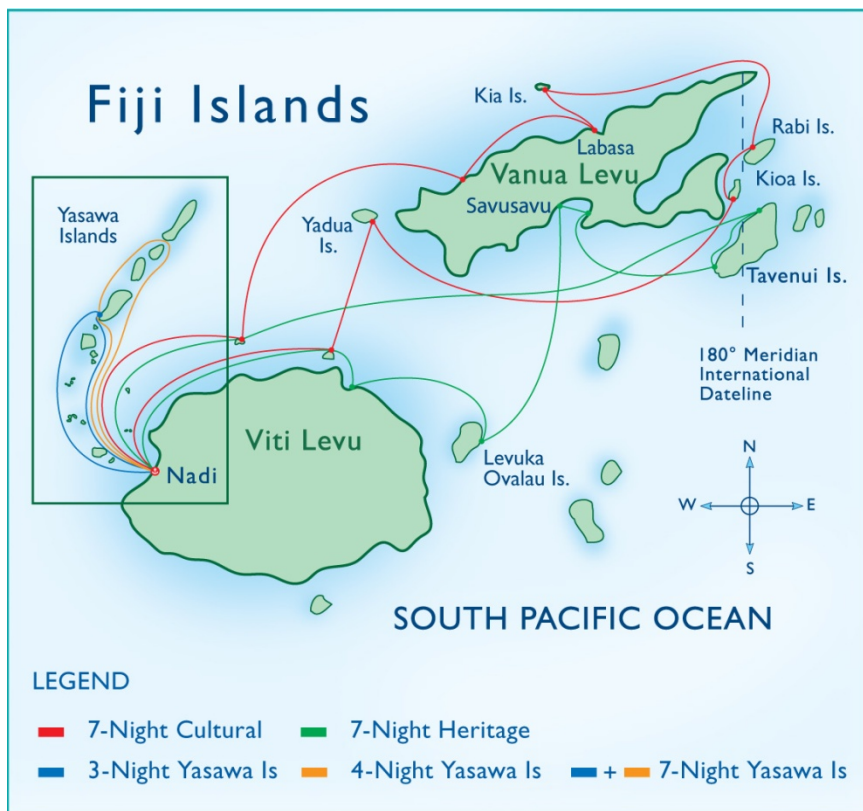 Fiji Islands
Kia Is.
Labasa
Rabi Is.
Vanua Levu
Kioa Is.
Yasawa
Islands
Savusavu
Yadua
Is.
Tavenui Is.
180° Meridian
International
Dateline
Viti Levu
Nadi
Levuka
Ovalau Is.
N
W
E
S
SOUTH PACIFIC OCEAN
LEGEND
7-Night Cultural
7-Night Heritage
3-Night Yasawa Is
4-Night Yasawa Is
+
7-Night Yasawa Is